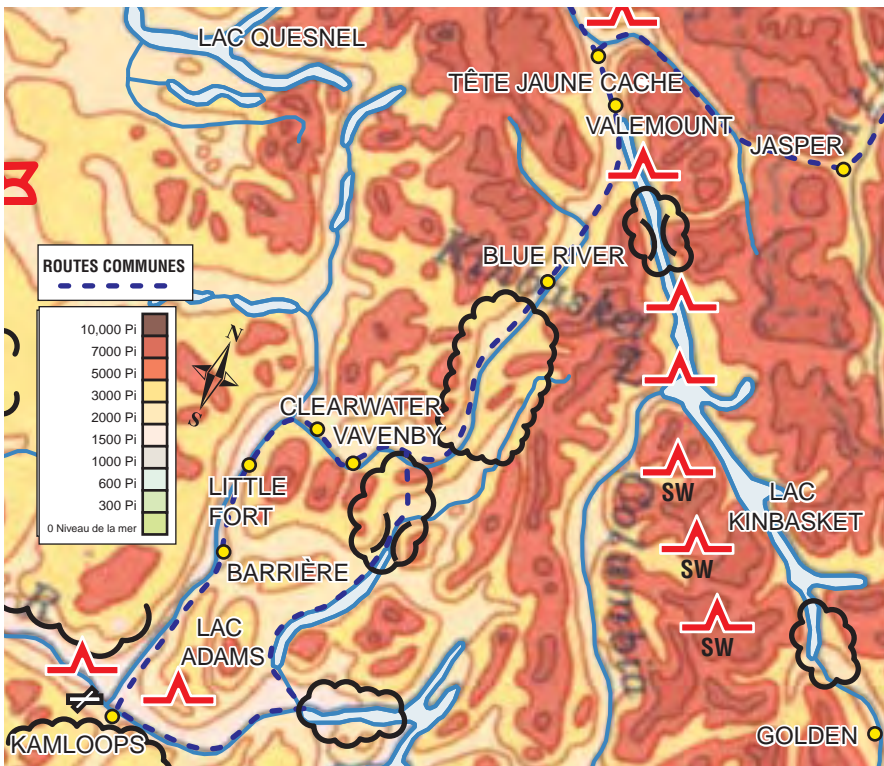 LAC QUESNEL
TÊTE JAUNE CACHE
VALEMOUNT
JASPER
BLUE RIVER
ROUTES COMMUNES
10,000 Pi
7000 Pi
5000 Pi
3000 Pi
2000 Pi
1500 Pi
1000 Pi
600 Pi
300 Pi
0 Niveau de la mer
N
S
CLEARWATER
VAVENBY
LITTLE
FORT
BARRIÈRE
LAC
ADAMS
KAMLOOPS
SW
SW
SW
LAC
KINBASKET
Columbia
GOLDEN